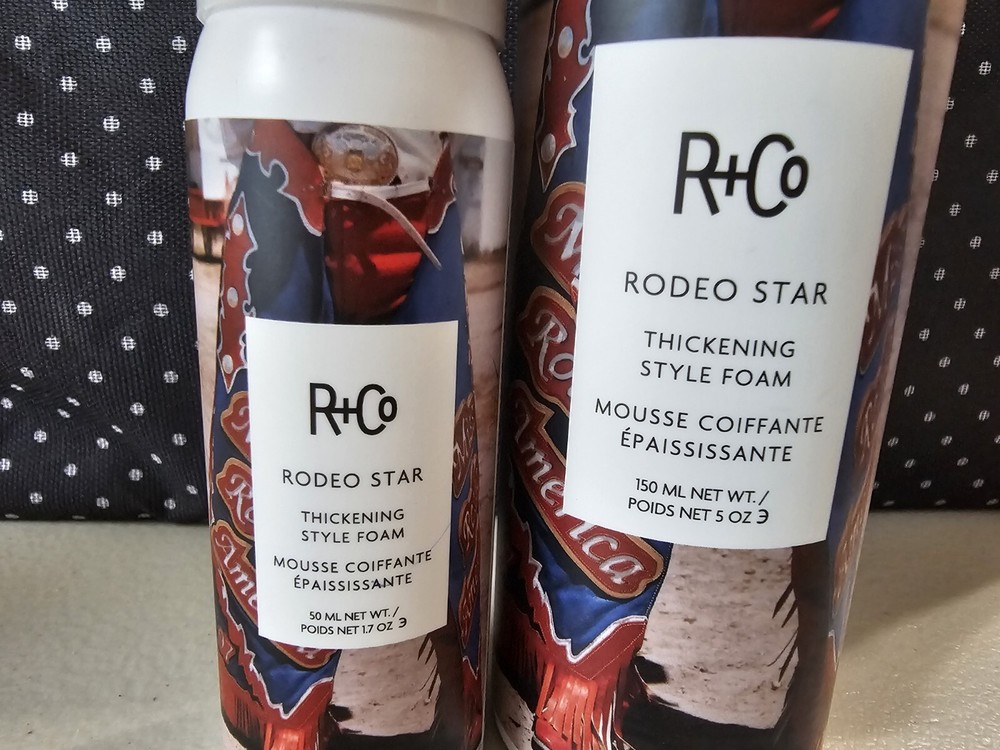 R+Co
RODEO STAR
THICKENING
STYLE FOAM
MOUSSE COIFFANTE
ÉPAISSISSANTE
50 ML NET WT. /
POIDS NET 1.7 OZ ℈
R+Co
RODEO STAR
THICKENING
STYLE FOAM
MOUSSE COIFFANTE
ÉPAISSISSANTE
150 ML NET WT. /
POIDS NET 5 OZ ℈
America